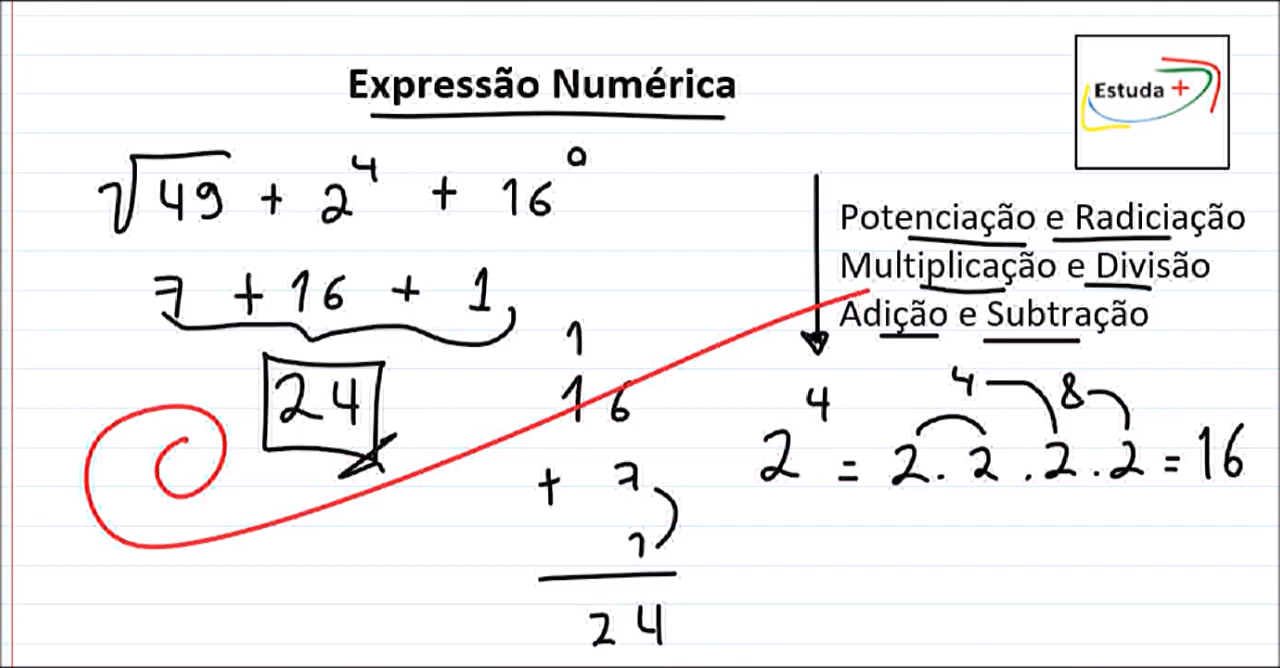 Expressão Numérica
Estuda +
√49 + 2⁴ + 16⁰
7 + 16 + 1
24
Potenciação e Radiciação
Multiplicação e Divisão
Adição e Subtração
1
16
+ 7
1
24
4 8
2⁴ = 2 . 2 . 2 . 2 = 16